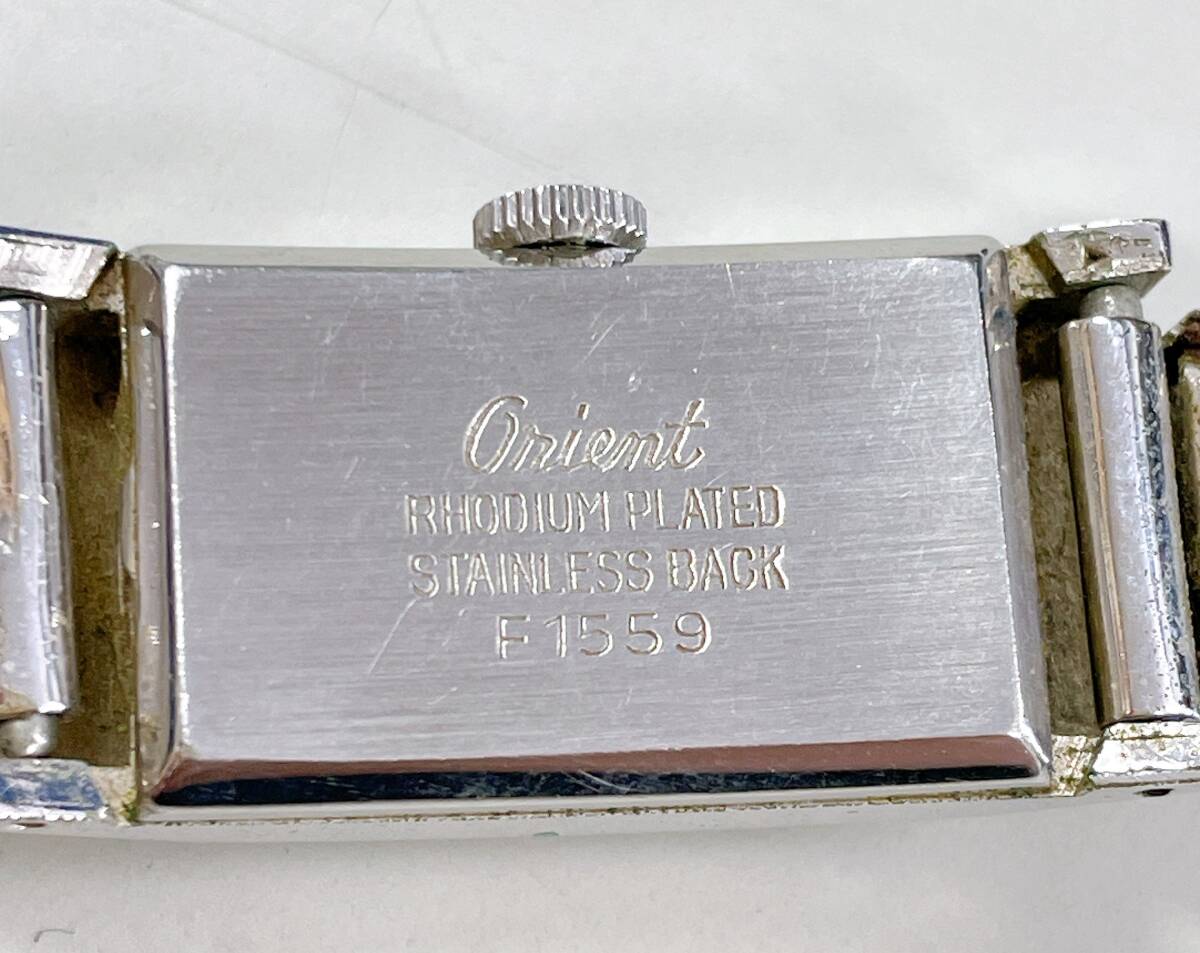 Orient
RHODIUM PLATED
STAINLESS BACK
F1559